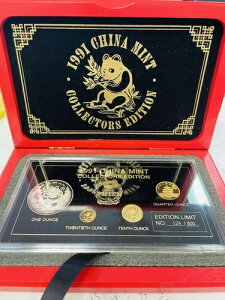 1991 CHINA MINT
COLLECTORS EDITION
1991 CHINA MINT
COLLECTORS EDITION
QUARTER OUNCE
ONE OUNCE
TWENTIETH OUNCE
TENTH OUNCE
EDITION LIMIT
NO.